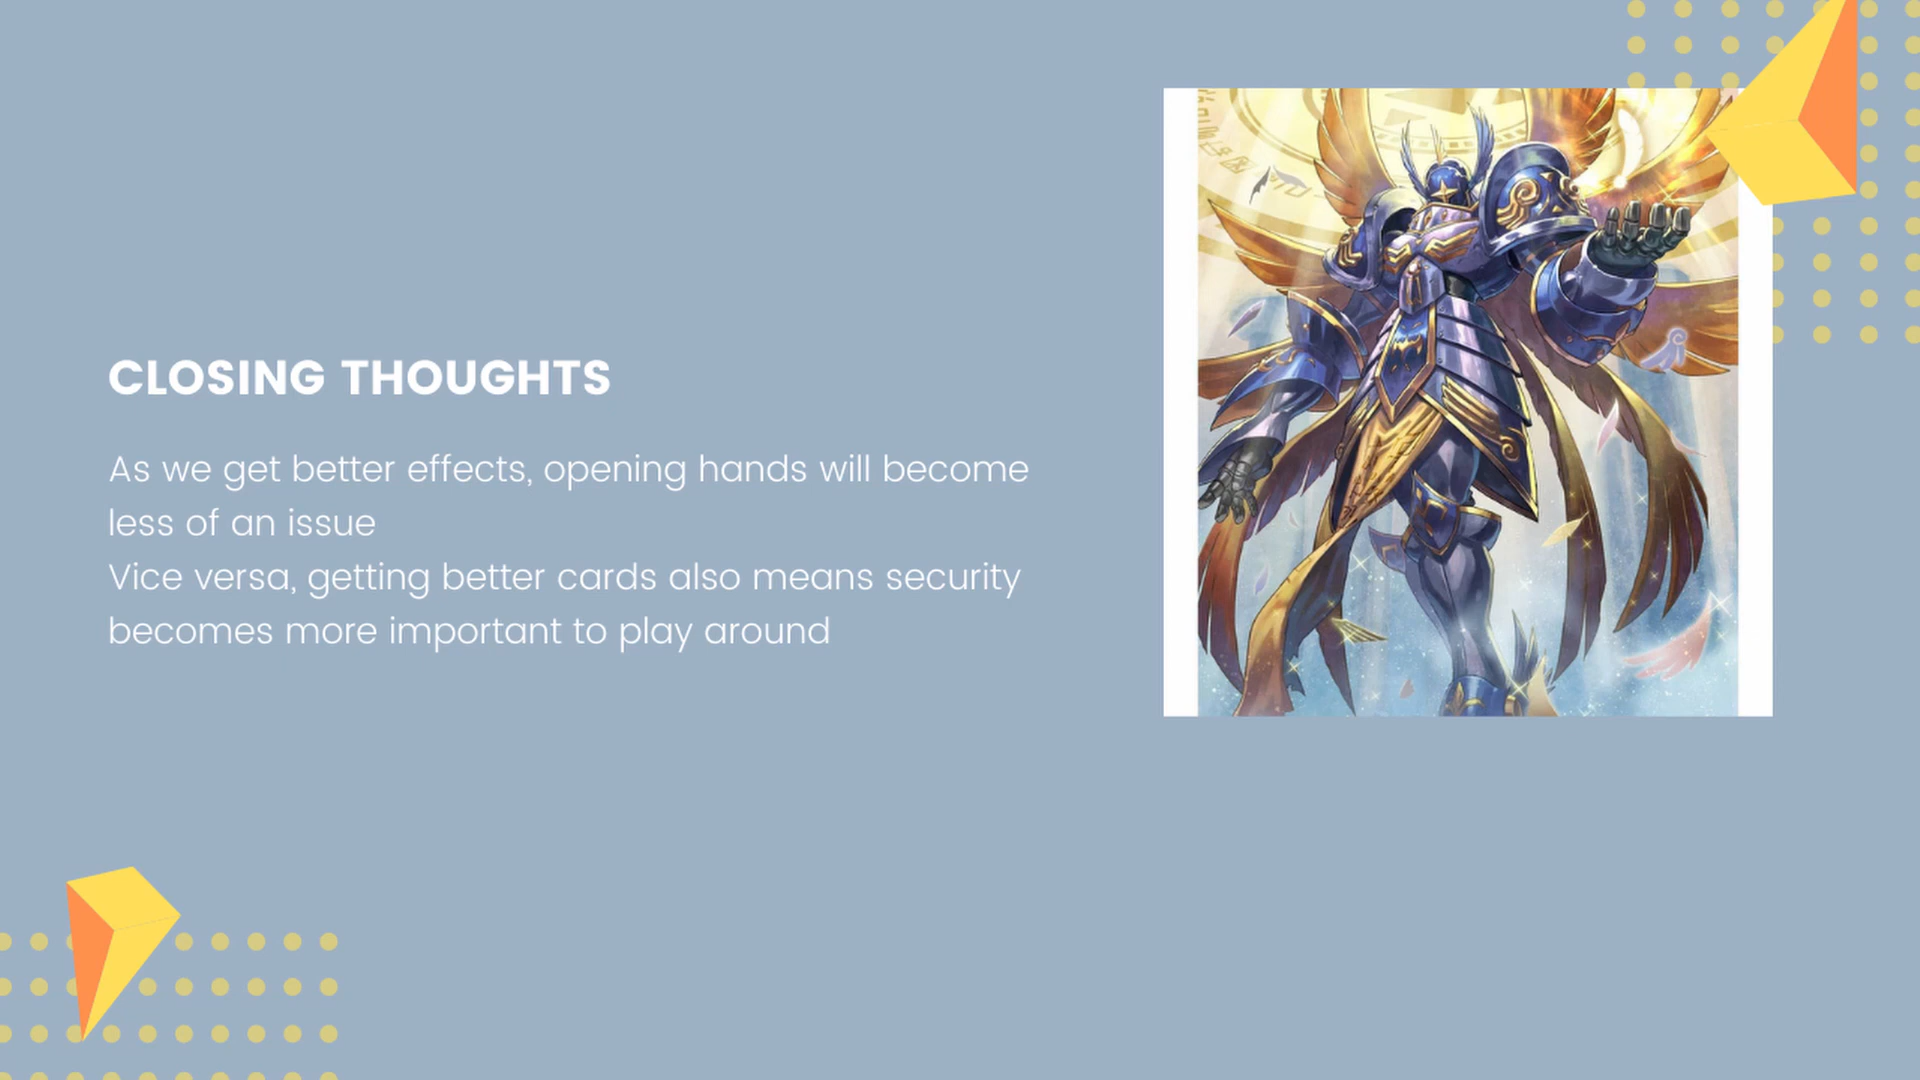 CLOSING THOUGHTS
As we get better effects, opening hands will become
less of an issue
Vice versa, getting better cards also means security
becomes more important to play around